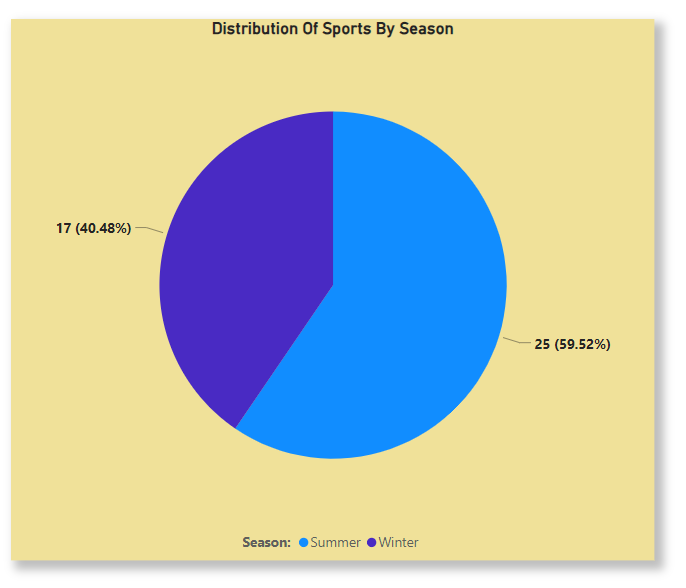 Distribution Of Sports By Season
17 (40.48%)
25 (59.52%)
Season: Summer Winter